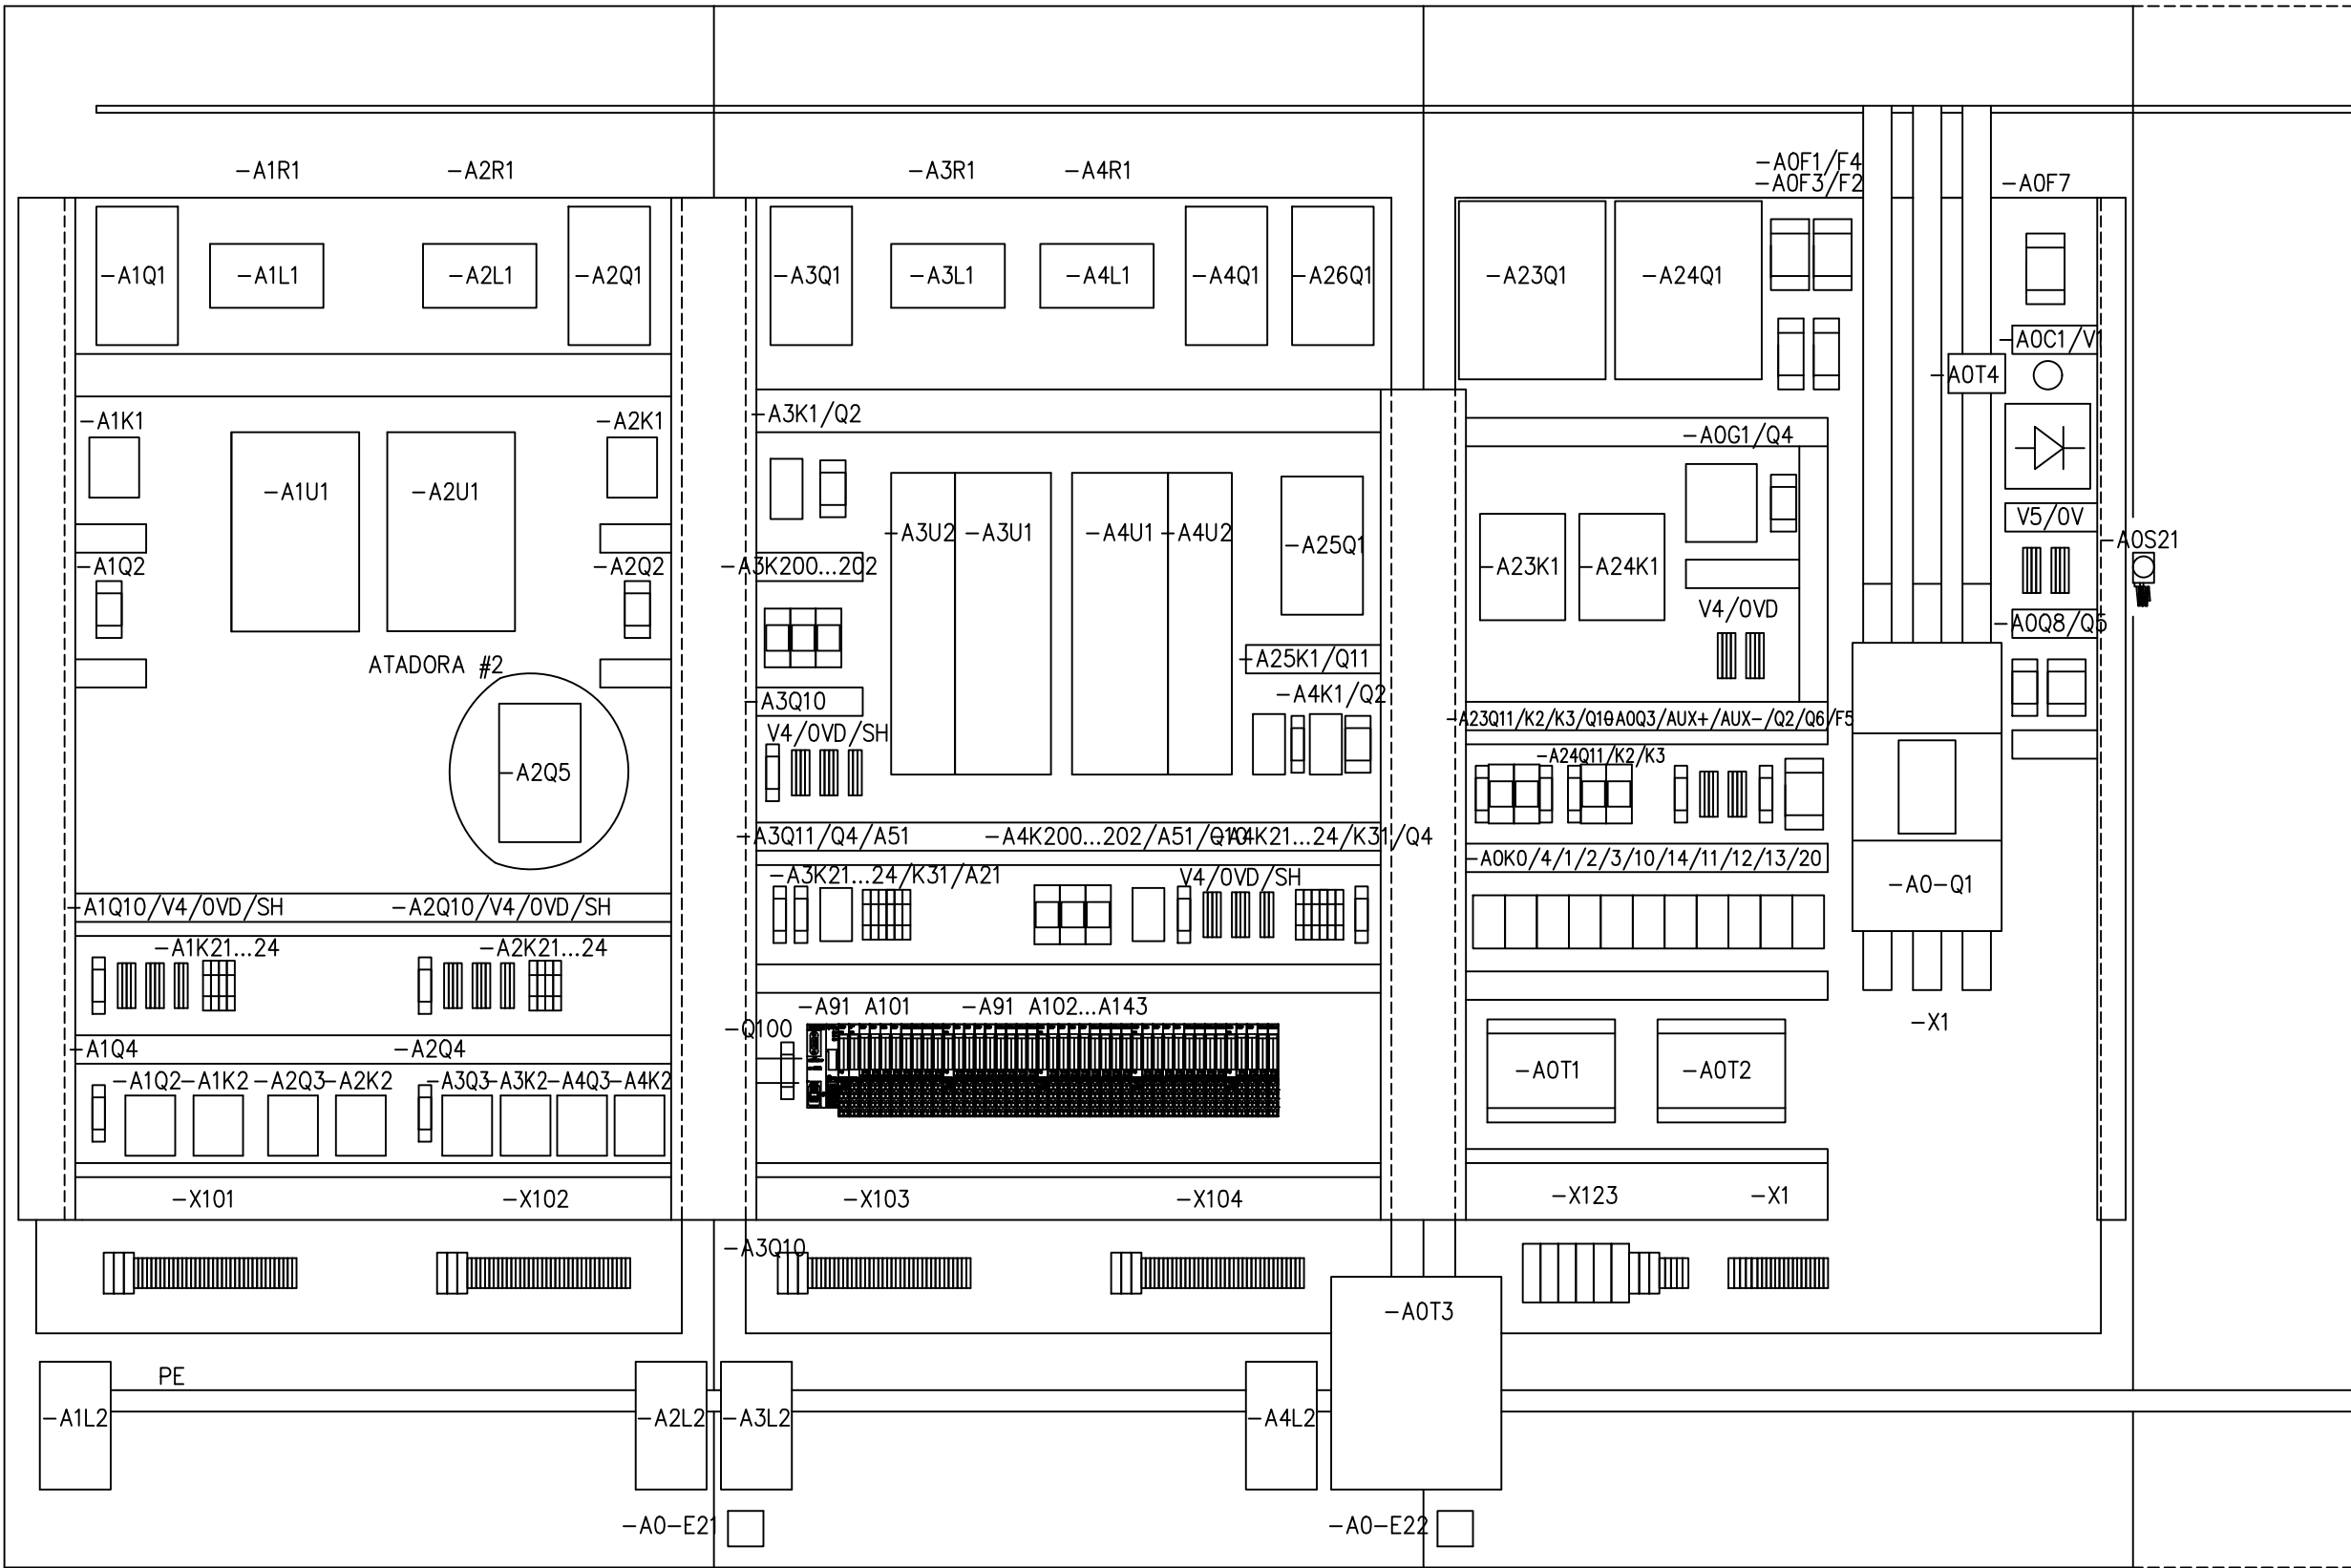 -A1R1
-A2R1
-A3R1
-A4R1
-A0F1/F4
-A0F3/F2
-A0F7
-A1Q1
-A1L1
-A2L1
-A2Q1
-A3Q1
-A3L1
-A4L1
-A4Q1
-A26Q1
-A23Q1
-A24Q1
-A0C1/V1
-A0T4
-A1K1
-A2K1
-A3K1/Q2
-A0G1/Q4
-A1U1
-A2U1
-A3U2
-A3U1
-A4U1
-A4U2
-A25Q1
V5/0V
-A0S21
-A1Q2
-A2Q2
-A3K200...202
-A23K1
-A24K1
V4/0VD
-A0Q8/Q5
ATADORA #2
-A25K1/Q11
-A4K1/Q2
-A3Q10
V4/0VD/SH
-A23Q11/K2/K3/Q10
-A0Q3/AUX+/AUX-/Q2/Q6/F5
-A24Q11/K2/K3
-A2Q5
-A3Q11/Q4/A51
-A4K200...202/A51/Q10
-A4K21...24/K31/Q4
-A0K0/4/1/2/3/10/14/11/12/13/20
-A3K21...24/K31/A21
V4/0VD/SH
-A0-Q1
-A1Q10/V4/0VD/SH
-A2Q10/V4/0VD/SH
-A1K21...24
-A2K21...24
-A91 A101
-A91 A102...A143
-Q100
-X1
-A1Q4
-A2Q4
-A0T1
-A0T2
-A1Q2
-A1K2
-A2Q3
-A2K2
-A3Q3
-A3K2
-A4Q3
-A4K2
-X101
-X102
-X103
-X104
-X123
-X1
-A3Q10
-A0T3
PE
-A1L2
-A2L2
-A3L2
-A4L2
-A0-E21
-A0-E22